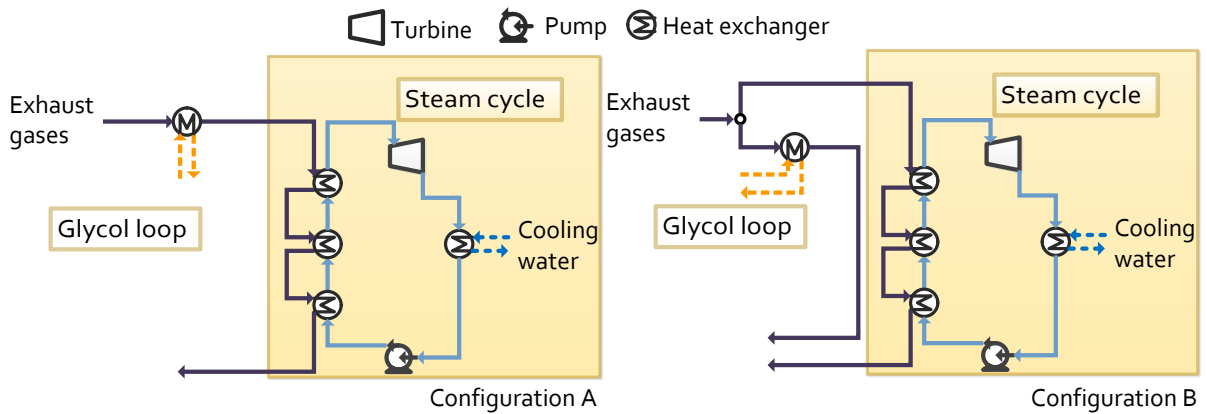 Turbine
Pump
Heat exchanger
Exhaust
gases
Steam cycle
Glycol loop
Cooling
water
Configuration A
Exhaust
gases
Steam cycle
Glycol loop
Cooling
water
Configuration B